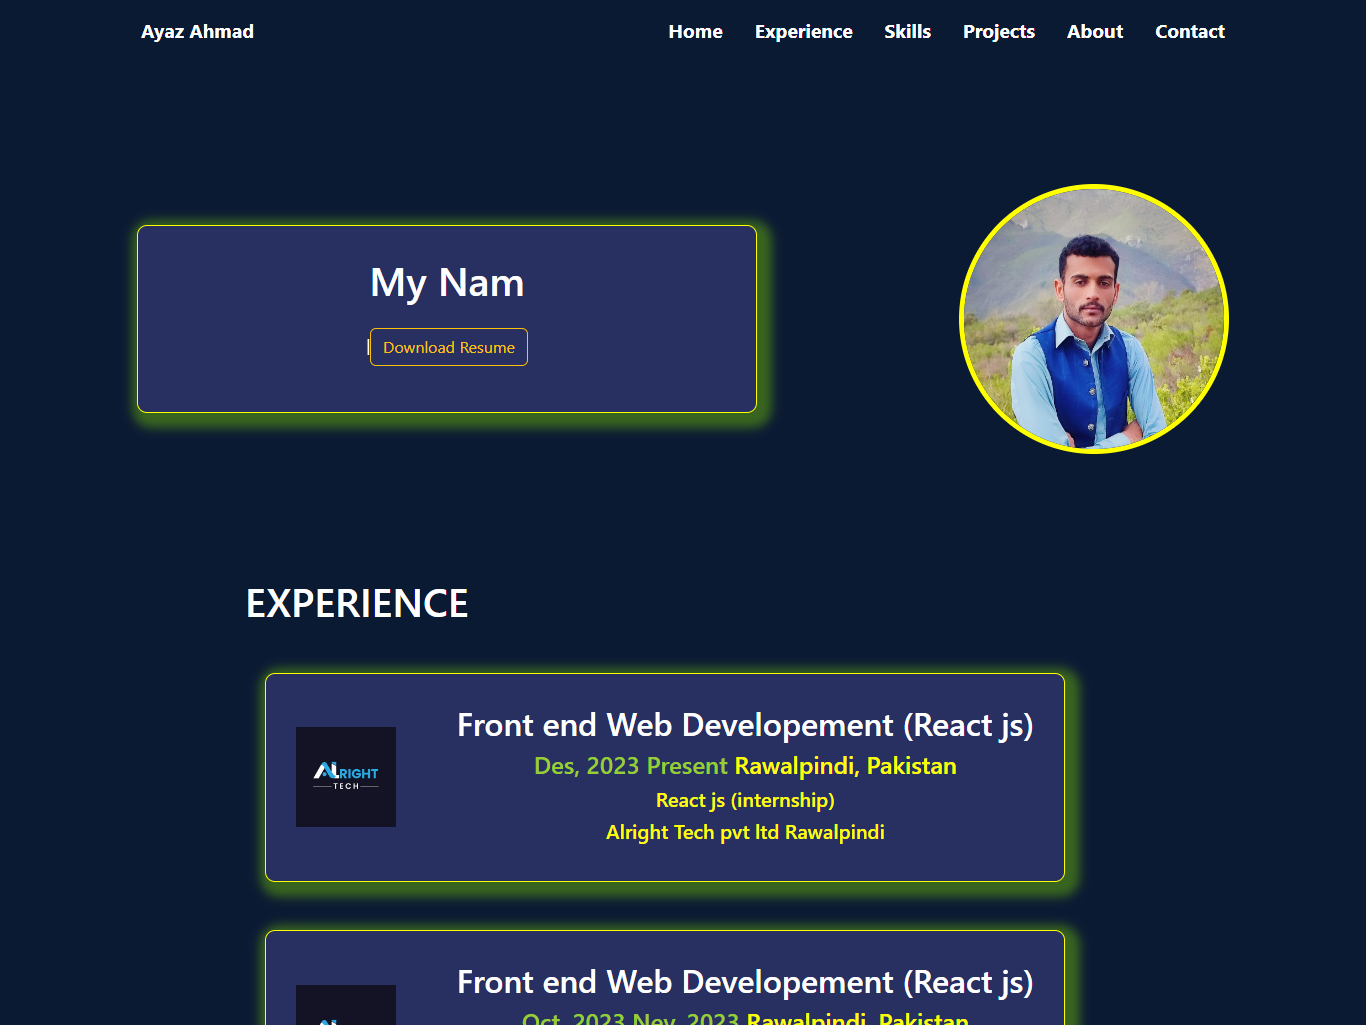 Ayaz Ahmad Home Experience Skills Projects About Contact
My Nam
Download Resume
EXPERIENCE
ALRIGHT
TECH
Front end Web Developement (React js)
Des, 2023 Present Rawalpindi, Pakistan
React js (internship)
Alright Tech pvt ltd Rawalpindi
Front end Web Developement (React js)
Oct, 2023 Nev, 2023 Rawalpindi, Pakistan